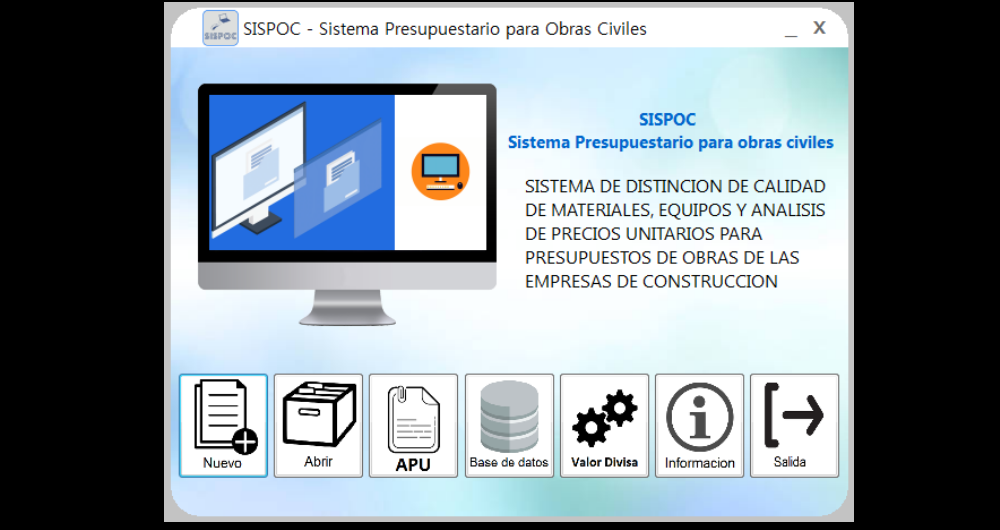 SISPOC
SISPOC - Sistema Presupuestario para Obras Civiles
_ X
SISPOC
Sistema Presupuestario para obras civiles
SISTEMA DE DISTINCION DE CALIDAD
DE MATERIALES, EQUIPOS Y ANALISIS
DE PRECIOS UNITARIOS PARA
PRESUPUESTOS DE OBRAS DE LAS
EMPRESAS DE CONSTRUCCION
Nuevo
Abrir
APU
Base de datos
Valor Divisa
Informacion
Salida